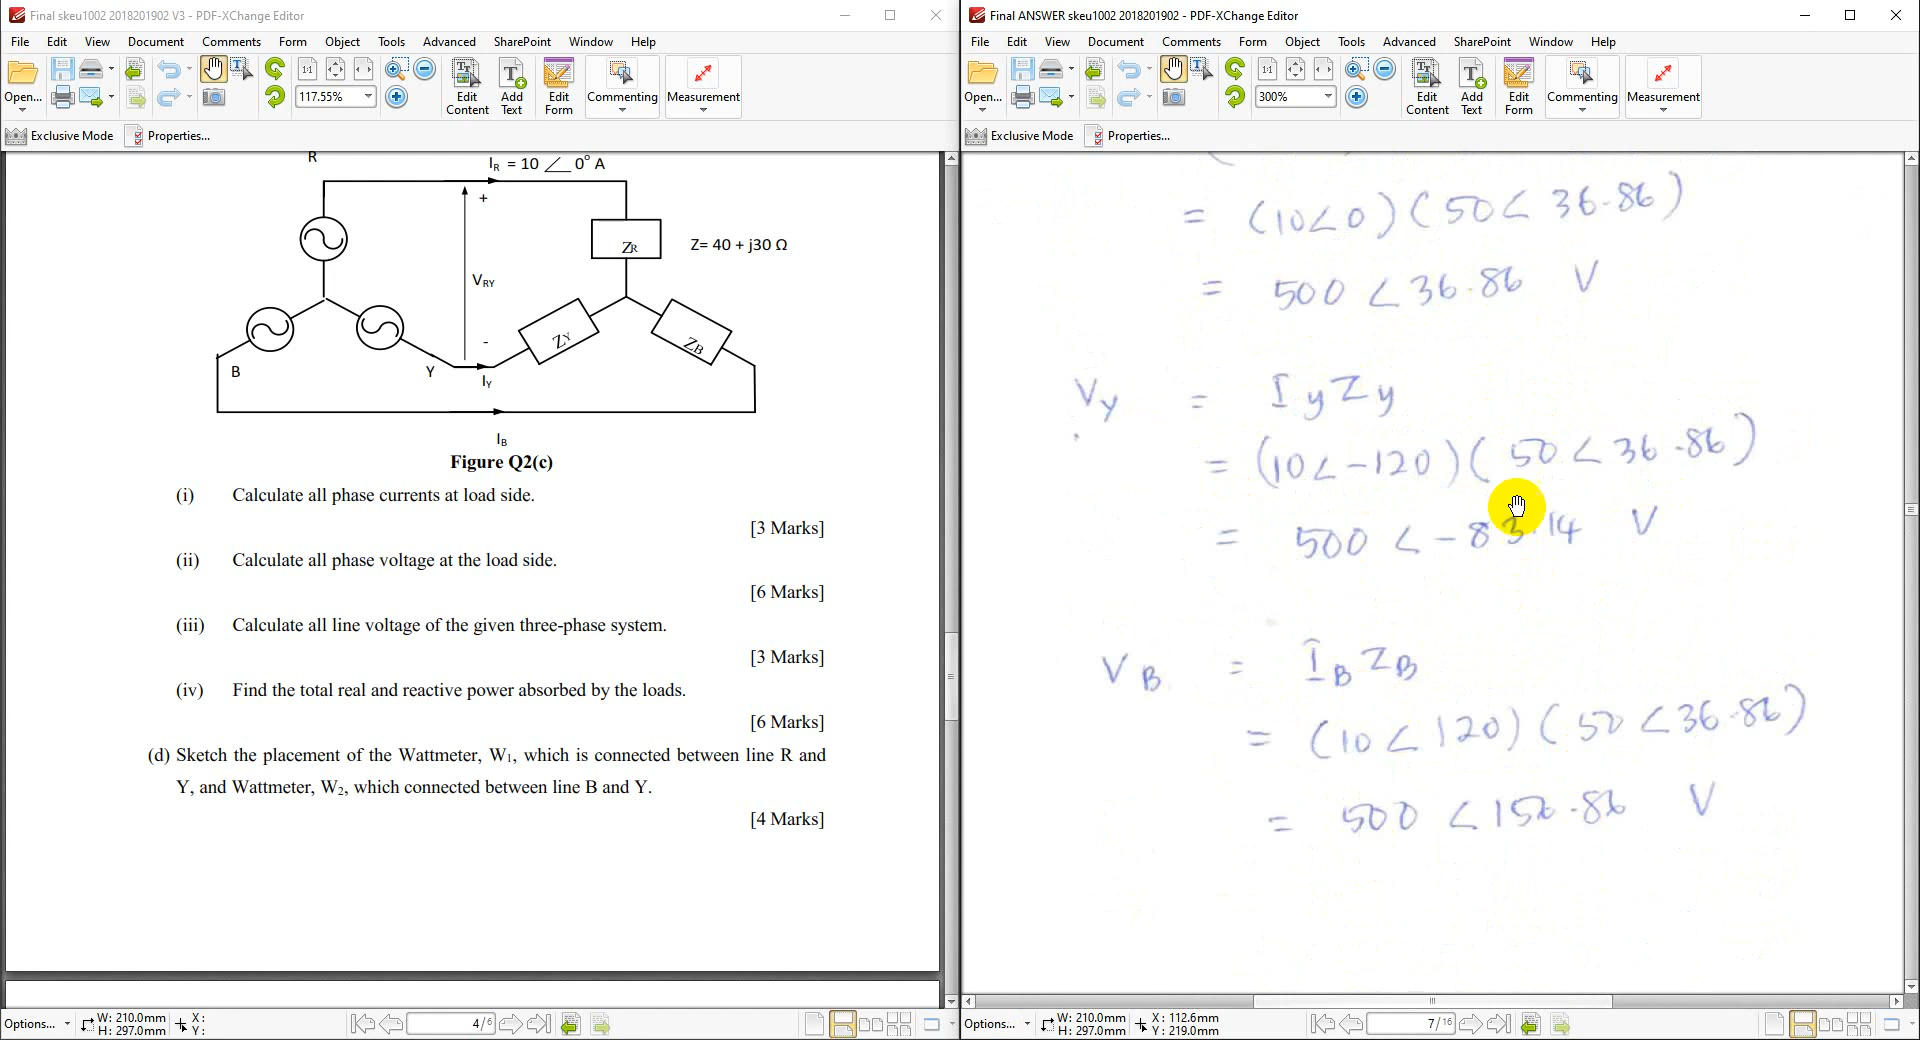 Final skeu1002 2018201902 V3 - PDF-XChange Editor
File Edit View Document Comments Form Object Tools Advanced SharePoint Window Help
Open...
117.55%
Edit Content
Add Text
Edit Form
Commenting
Measurement
Exclusive Mode
Properties...
R
IR = 10 ∠ 0° A
+
ZR
Z= 40 + j30 Ω
VRY
ZY
ZB
-
B
Y
IY
IB
Figure Q2(c)
(i) Calculate all phase currents at load side.
[3 Marks]
(ii) Calculate all phase voltage at the load side.
[6 Marks]
(iii) Calculate all line voltage of the given three-phase system.
[3 Marks]
(iv) Find the total real and reactive power absorbed by the loads.
[6 Marks]
(d) Sketch the placement of the Wattmeter, W1, which is connected between line R and
Y, and Wattmeter, W2, which connected between line B and Y.
[4 Marks]
Options...
W: 210.0mm
H: 297.0mm
X:
Y:
4/6
Final ANSWER skeu1002 2018201902 - PDF-XChange Editor
File Edit View Document Comments Form Object Tools Advanced SharePoint Window Help
Open...
300%
Edit Content
Add Text
Edit Form
Commenting
Measurement
Exclusive Mode
Properties...
= (10<0)(50<36.86)
= 500 <36.86 V
Vy = IyZy
= (10<-120)(50<36.86)
= 500 <-83.14 V
VB = IBZB
= (10<120)(50<36.86)
= 500 <156.86 V
Options...
W: 210.0mm
H: 297.0mm
X: 112.6mm
Y: 219.0mm
7/16